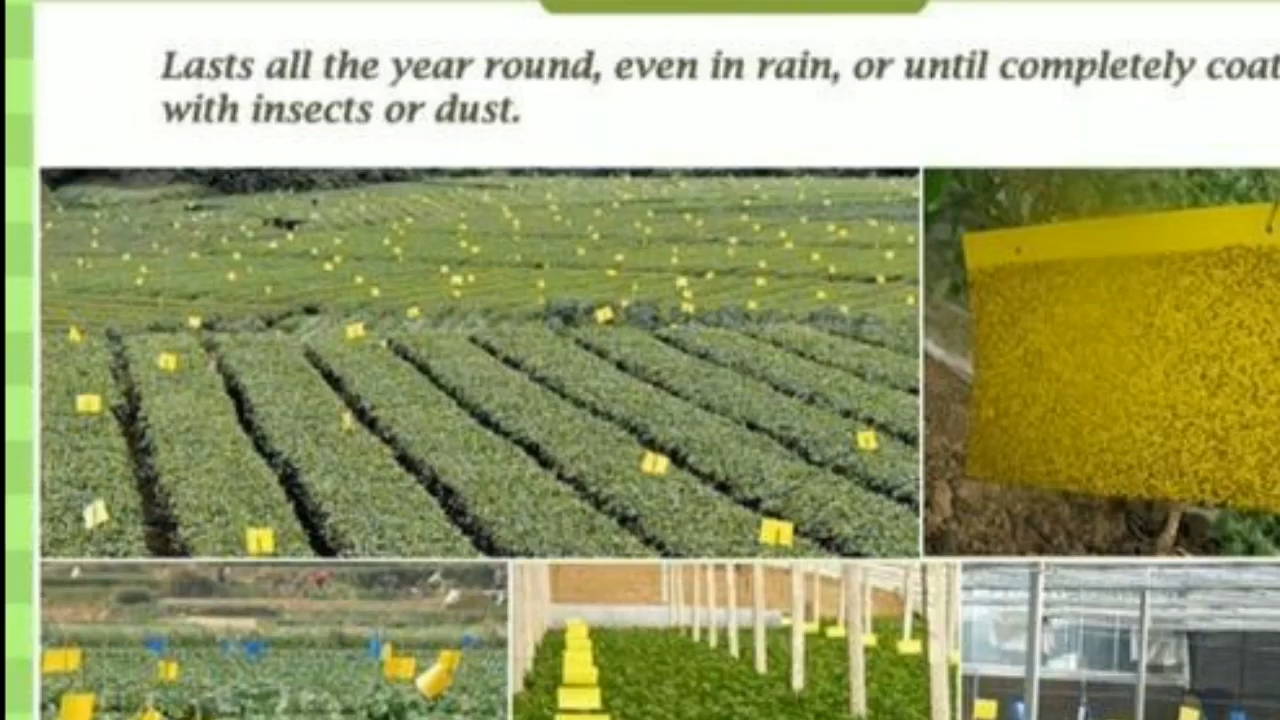 Lasts all the year round, even in rain, or until completely coat
with insects or dust.